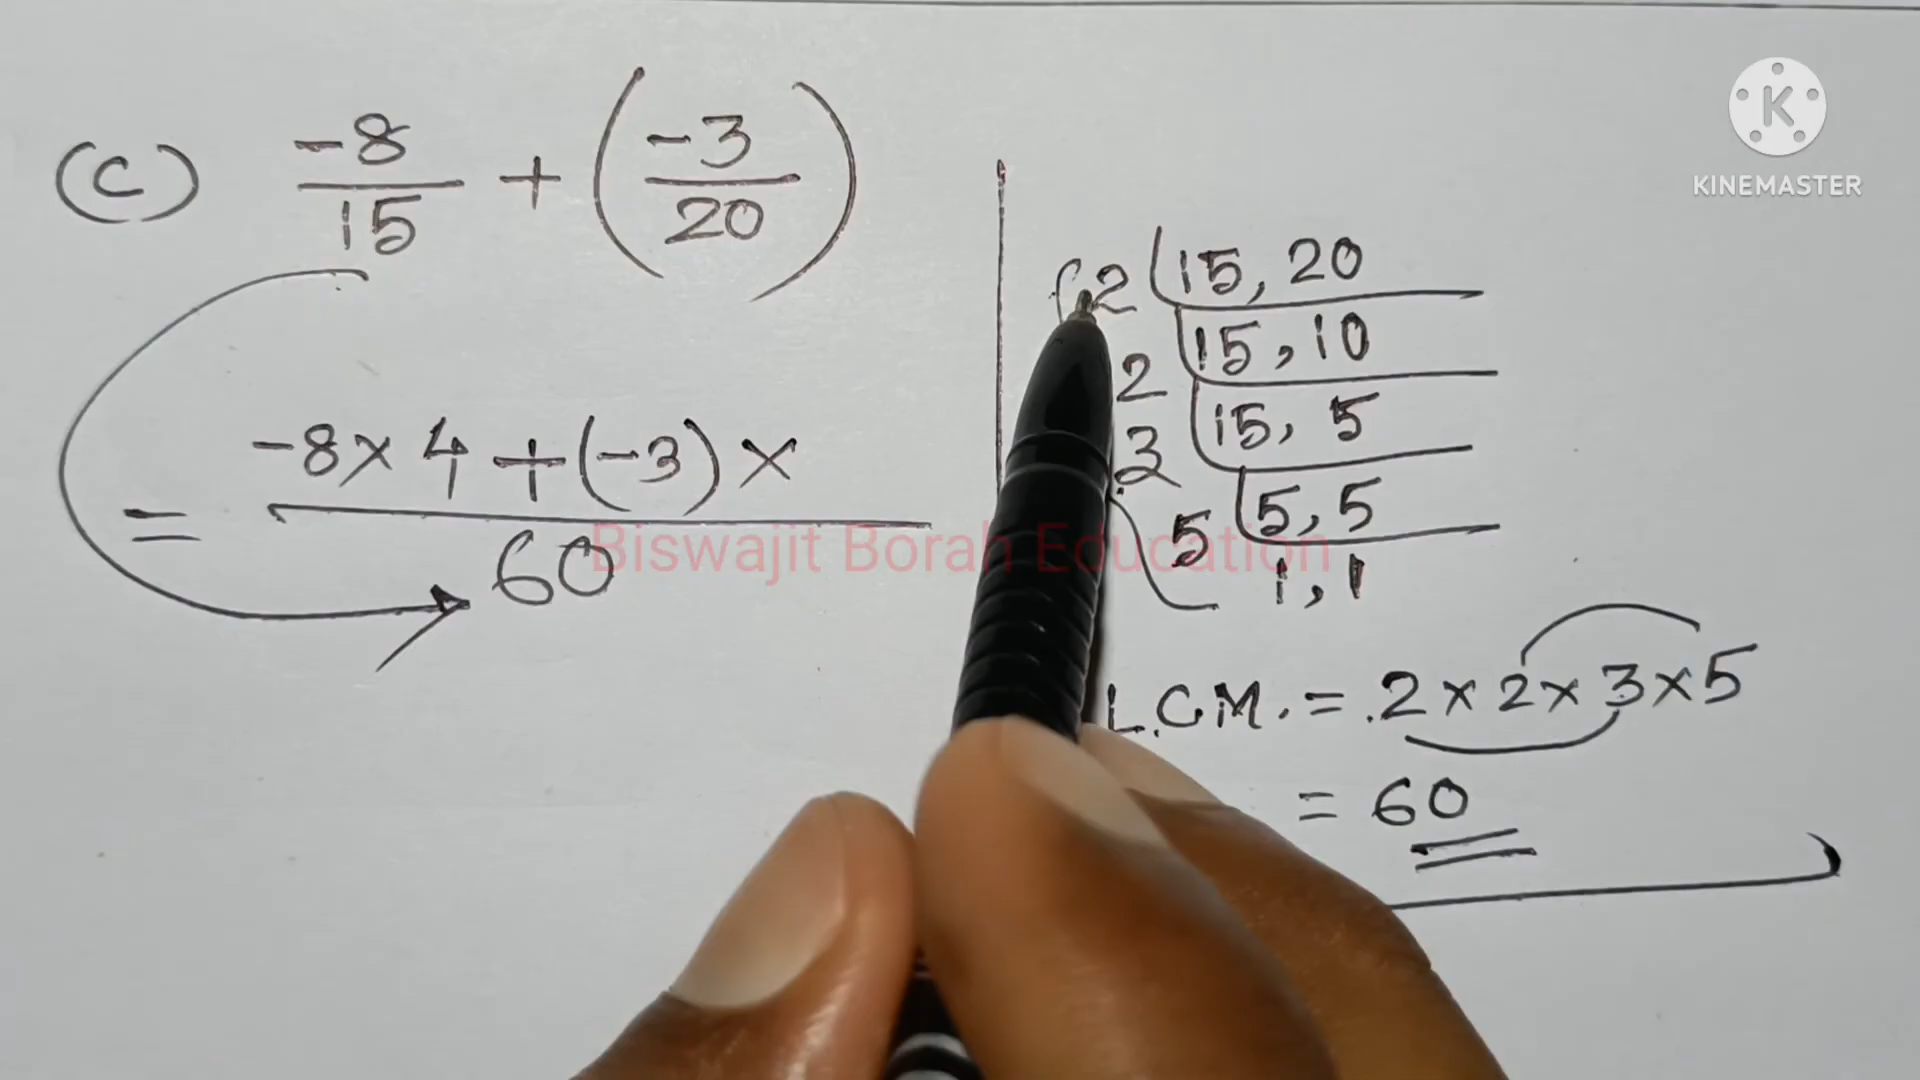 (C) -8/15 + (-3/20)
= -8 × 4 + (-3) × / 60
2 | 15, 20
2 | 15, 10
3 | 15, 5
5 | 5, 5
1, 1
L.C.M. = 2 × 2 × 3 × 5
= 60
KINEMASTER
Biswajit Borah Education